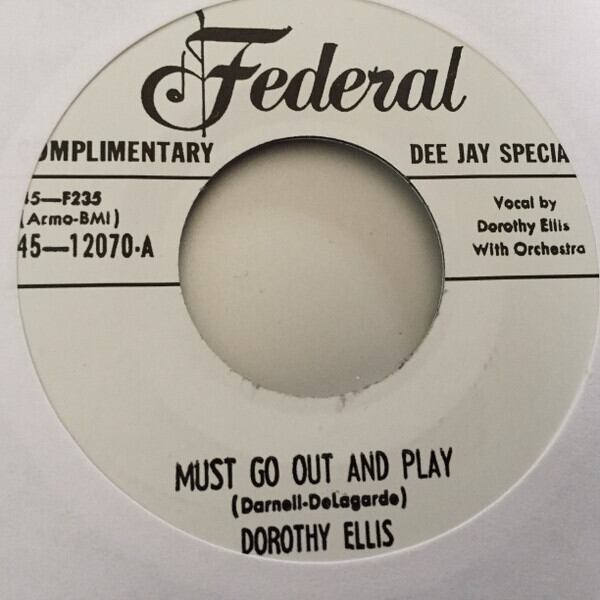 Federal
OMPLIMENTARY DEE JAY SPECIA
45—F235
(Armo-BMI)
45—12070-A
Vocal by
Dorothy Ellis
With Orchestra
MUST GO OUT AND PLAY
(Darnell-DeLagarde)
DOROTHY ELLIS